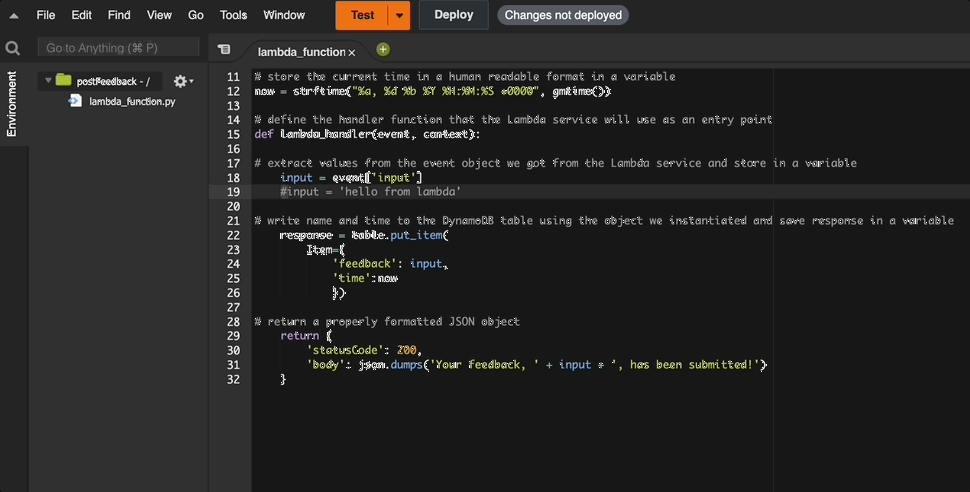 File Edit Find View Go Tools Window Test Deploy Changes not deployed
Go to Anything (⌘ P)
lambda_function ×
Environment
postFeedback - /
lambda_function.py
11 # store the current time in a human readable format in a variable
12 now = strftime("%a, %d %b %Y %H:%M:%S +0000", gmtime())
13
14 # define the handler function that the Lambda service will use as an entry point
15 def lambda_handler(event, context):
16
17 # extract values from the event object we got from the Lambda service and store in a variable
18 input = event['input']
19 #input = 'hello from lambda'
20
21 # write name and time to the DynamoDB table using the object we instantiated and save response in a variable
22 response = table.put_item(
23 Item={
24 'feedback': input,
25 'time':now
26 })
27
28 # return a properly formatted JSON object
29 return {
30 'statusCode': 200,
31 'body': json.dumps('Your feedback, ' + input + ', has been submitted!')
32 }